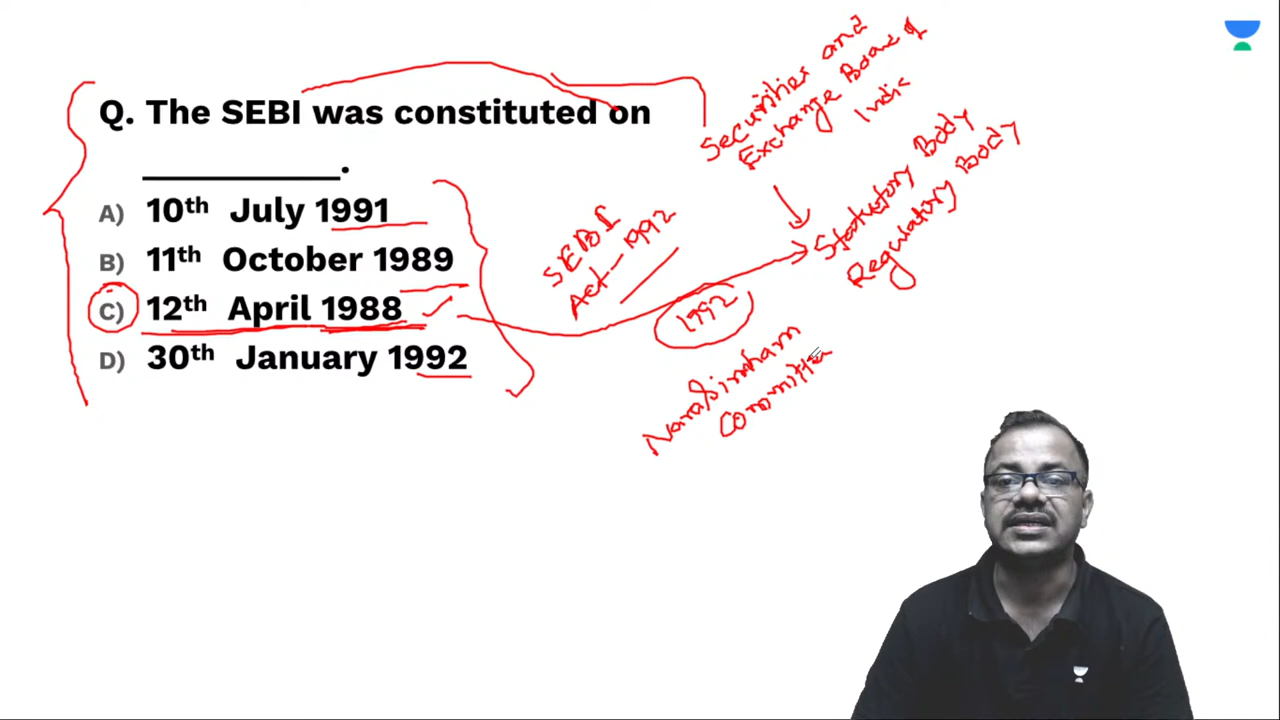 Q. The SEBI was constituted on
____________.
A) 10th July 1991
B) 11th October 1989
C) 12th April 1988
D) 30th January 1992
Securities and
Exchange Board of
India
Statutory Body
Regulatory Body
SEBI
Act-1992
1992
Narasimham
Committee